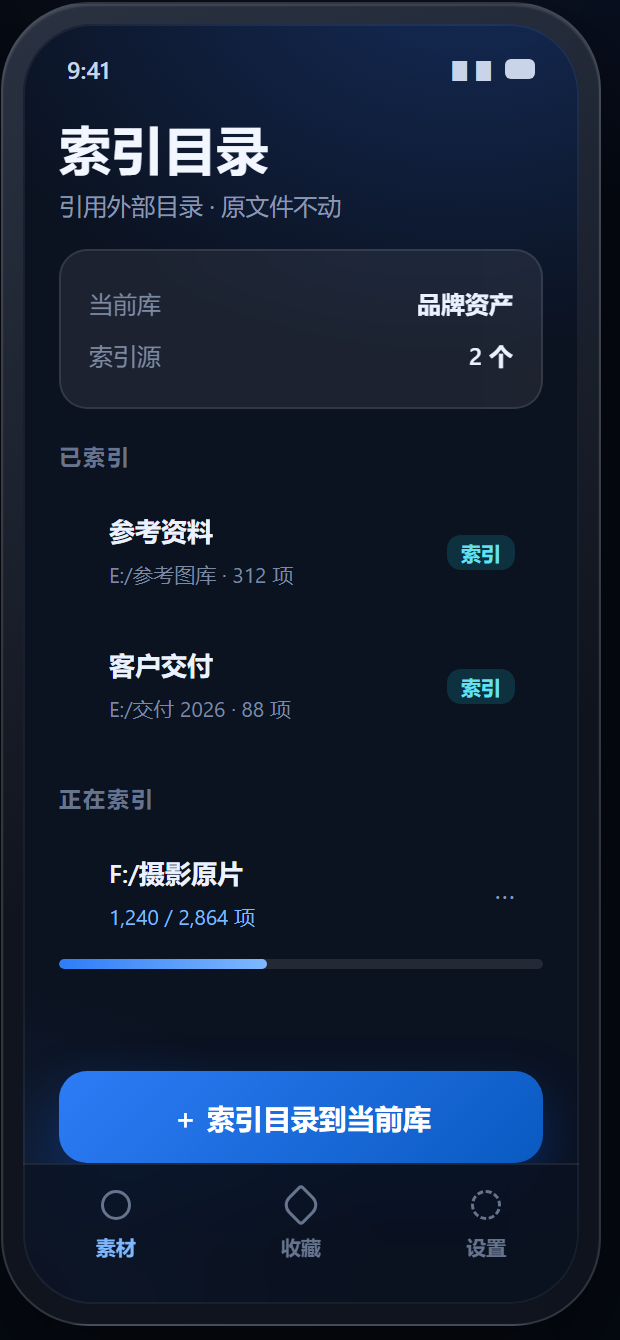 9:41
索引目录
引用外部目录 · 原文件不动
当前库 品牌资产
索引源 2 个
已索引
参考资料
E:/参考图库 · 312 项
索引
客户交付
E:/交付 2026 · 88 项
索引
正在索引
F:/摄影原片
1,240 / 2,864 项
...
+ 索引目录到当前库
素材 收藏 设置